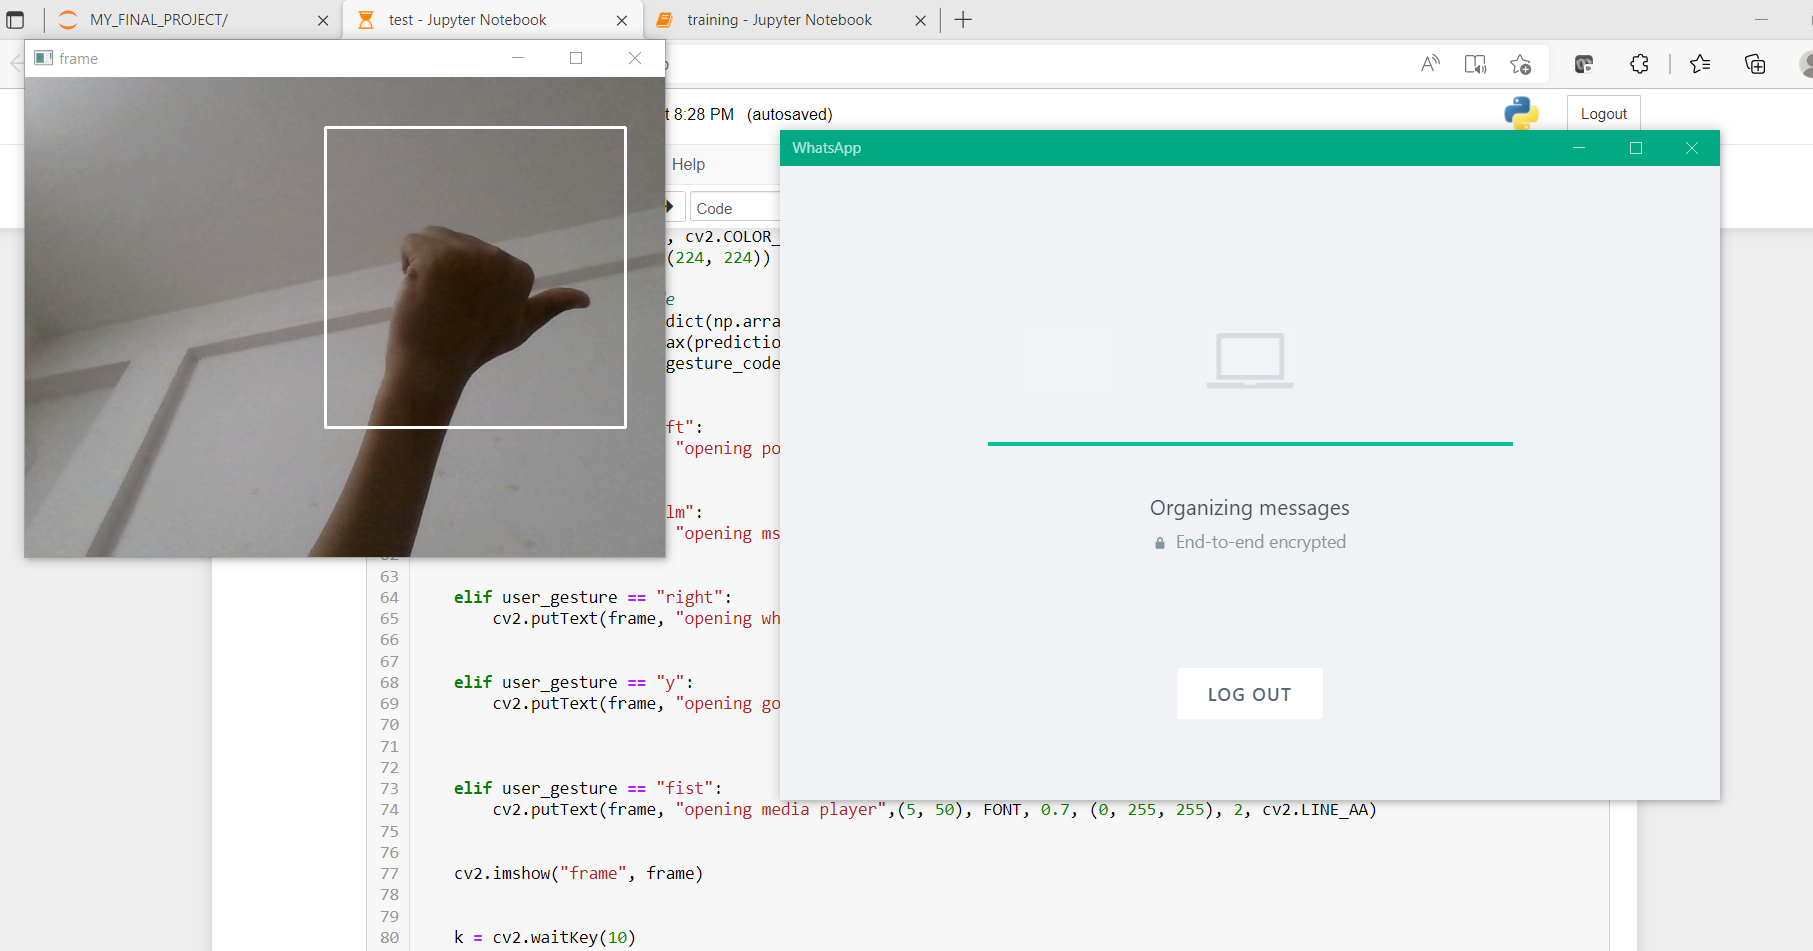 MY_FINAL_PROJECT/
test - Jupyter Notebook
training - Jupyter Notebook
frame
8:28 PM (autosaved)
Logout
WhatsApp
Help
Code
, cv2.COLOR_
(224, 224))
dict(np.arra
ax(predictio
gesture_code
ft":
"opening po
lm":
"opening ms
Organizing messages
End-to-end encrypted
LOG OUT
63
64 elif user_gesture == "right":
65 cv2.putText(frame, "opening wh
66
67
68 elif user_gesture == "y":
69 cv2.putText(frame, "opening go
70
71
72
73 elif user_gesture == "fist":
74 cv2.putText(frame, "opening media player",(5, 50), FONT, 0.7, (0, 255, 255), 2, cv2.LINE_AA)
75
76
77 cv2.imshow("frame", frame)
78
79
80 k = cv2.waitKey(10)